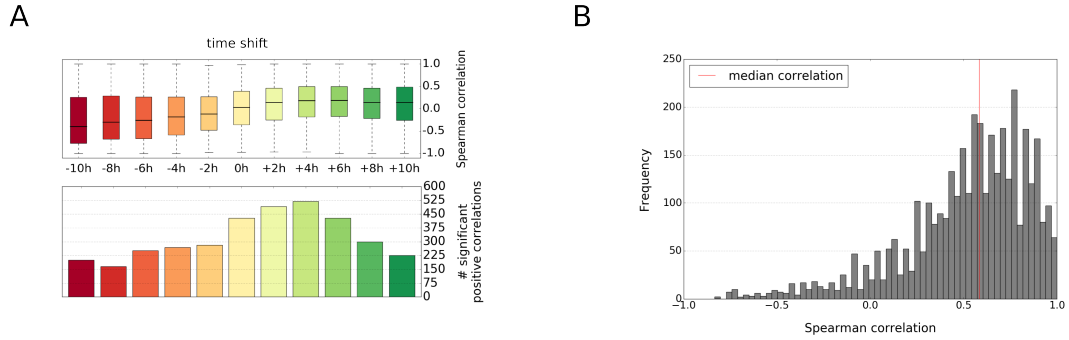 A
B
time shift
1.0
0.5
0.0
-0.5
-1.0
Spearman correlation
-10h -8h -6h -4h -2h 0h +2h +4h +6h +8h +10h
600
525
450
375
300
225
150
75
0
# significant
positive correlations
250
200
150
100
50
0
Frequency
median correlation
−1.0 −0.5 0.0 0.5 1.0
Spearman correlation